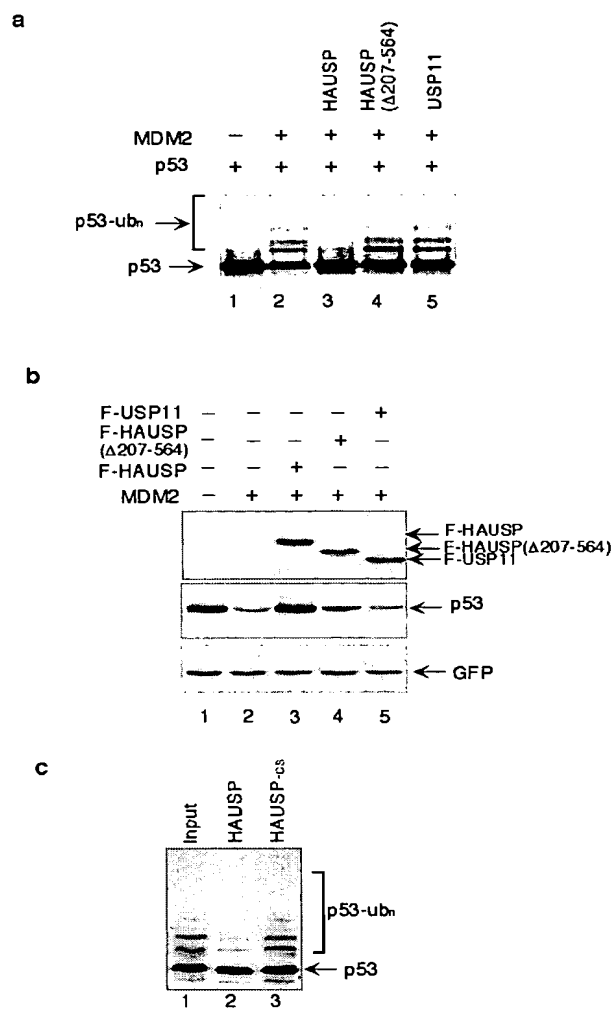 a
HAUSP
HAUSP
(Δ207-564)
USP11
MDM2 – + + + +
p53 + + + + +
p53-ubn
p53
1 2 3 4 5
b
F-USP11 – – – – +
F-HAUSP
(Δ207-564) – – – + –
F-HAUSP – – + – –
MDM2 – + + + +
F-HAUSP
F-HAUSP(Δ207-564)
F-USP11
p53
GFP
1 2 3 4 5
c
Input
HAUSP
HAUSP-cs
p53-ubn
p53
1 2 3